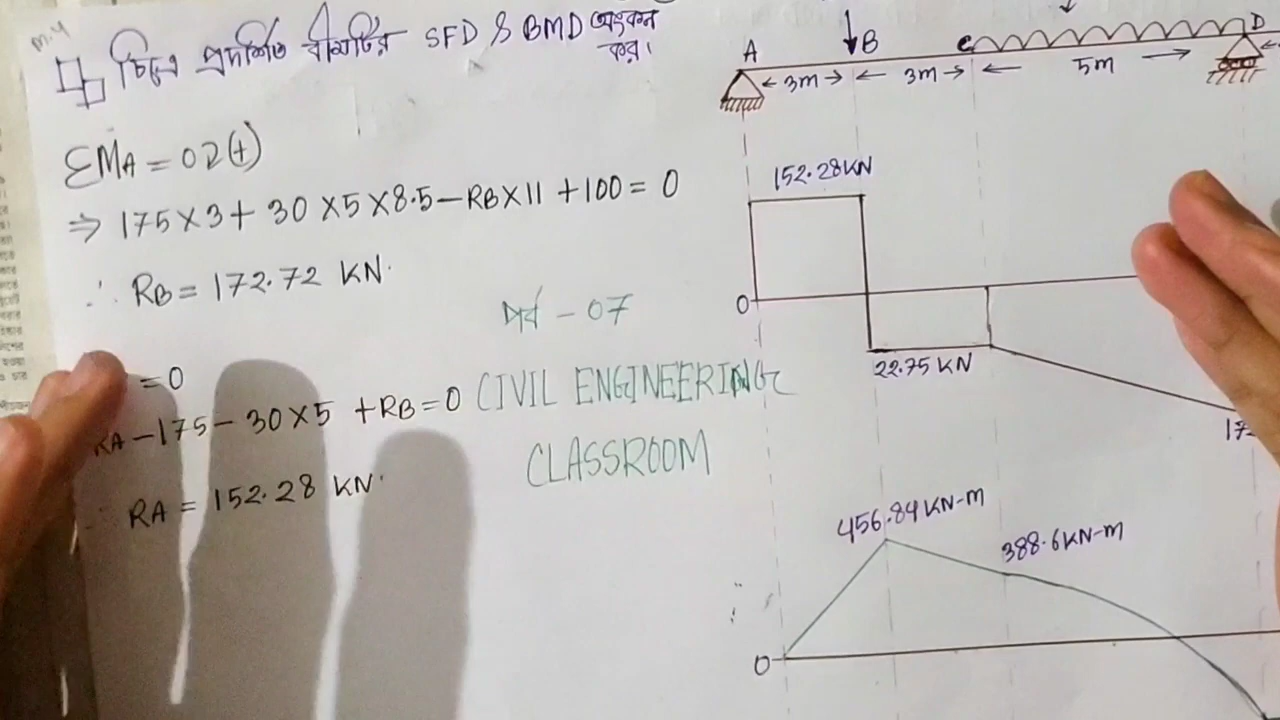 m.4
চিত্রে প্রদর্শিত বীমটির SFD & BMD অংকন
কর।
ΣMA = 0 ⊋(+)
⇒ 175×3 + 30×5×8.5 - RB×11 + 100 = 0
∴ RB = 172.72 KN.
= 0
RA - 175 - 30×5 + RB = 0
∴ RA = 152.28 KN.
পর্ব - 07
CIVIL ENGINEERING
CLASSROOM
A B C D
3m 3m 5m
152.28KN
0
22.75 KN
17
456.84 KN-m
388.6 KN-m
0